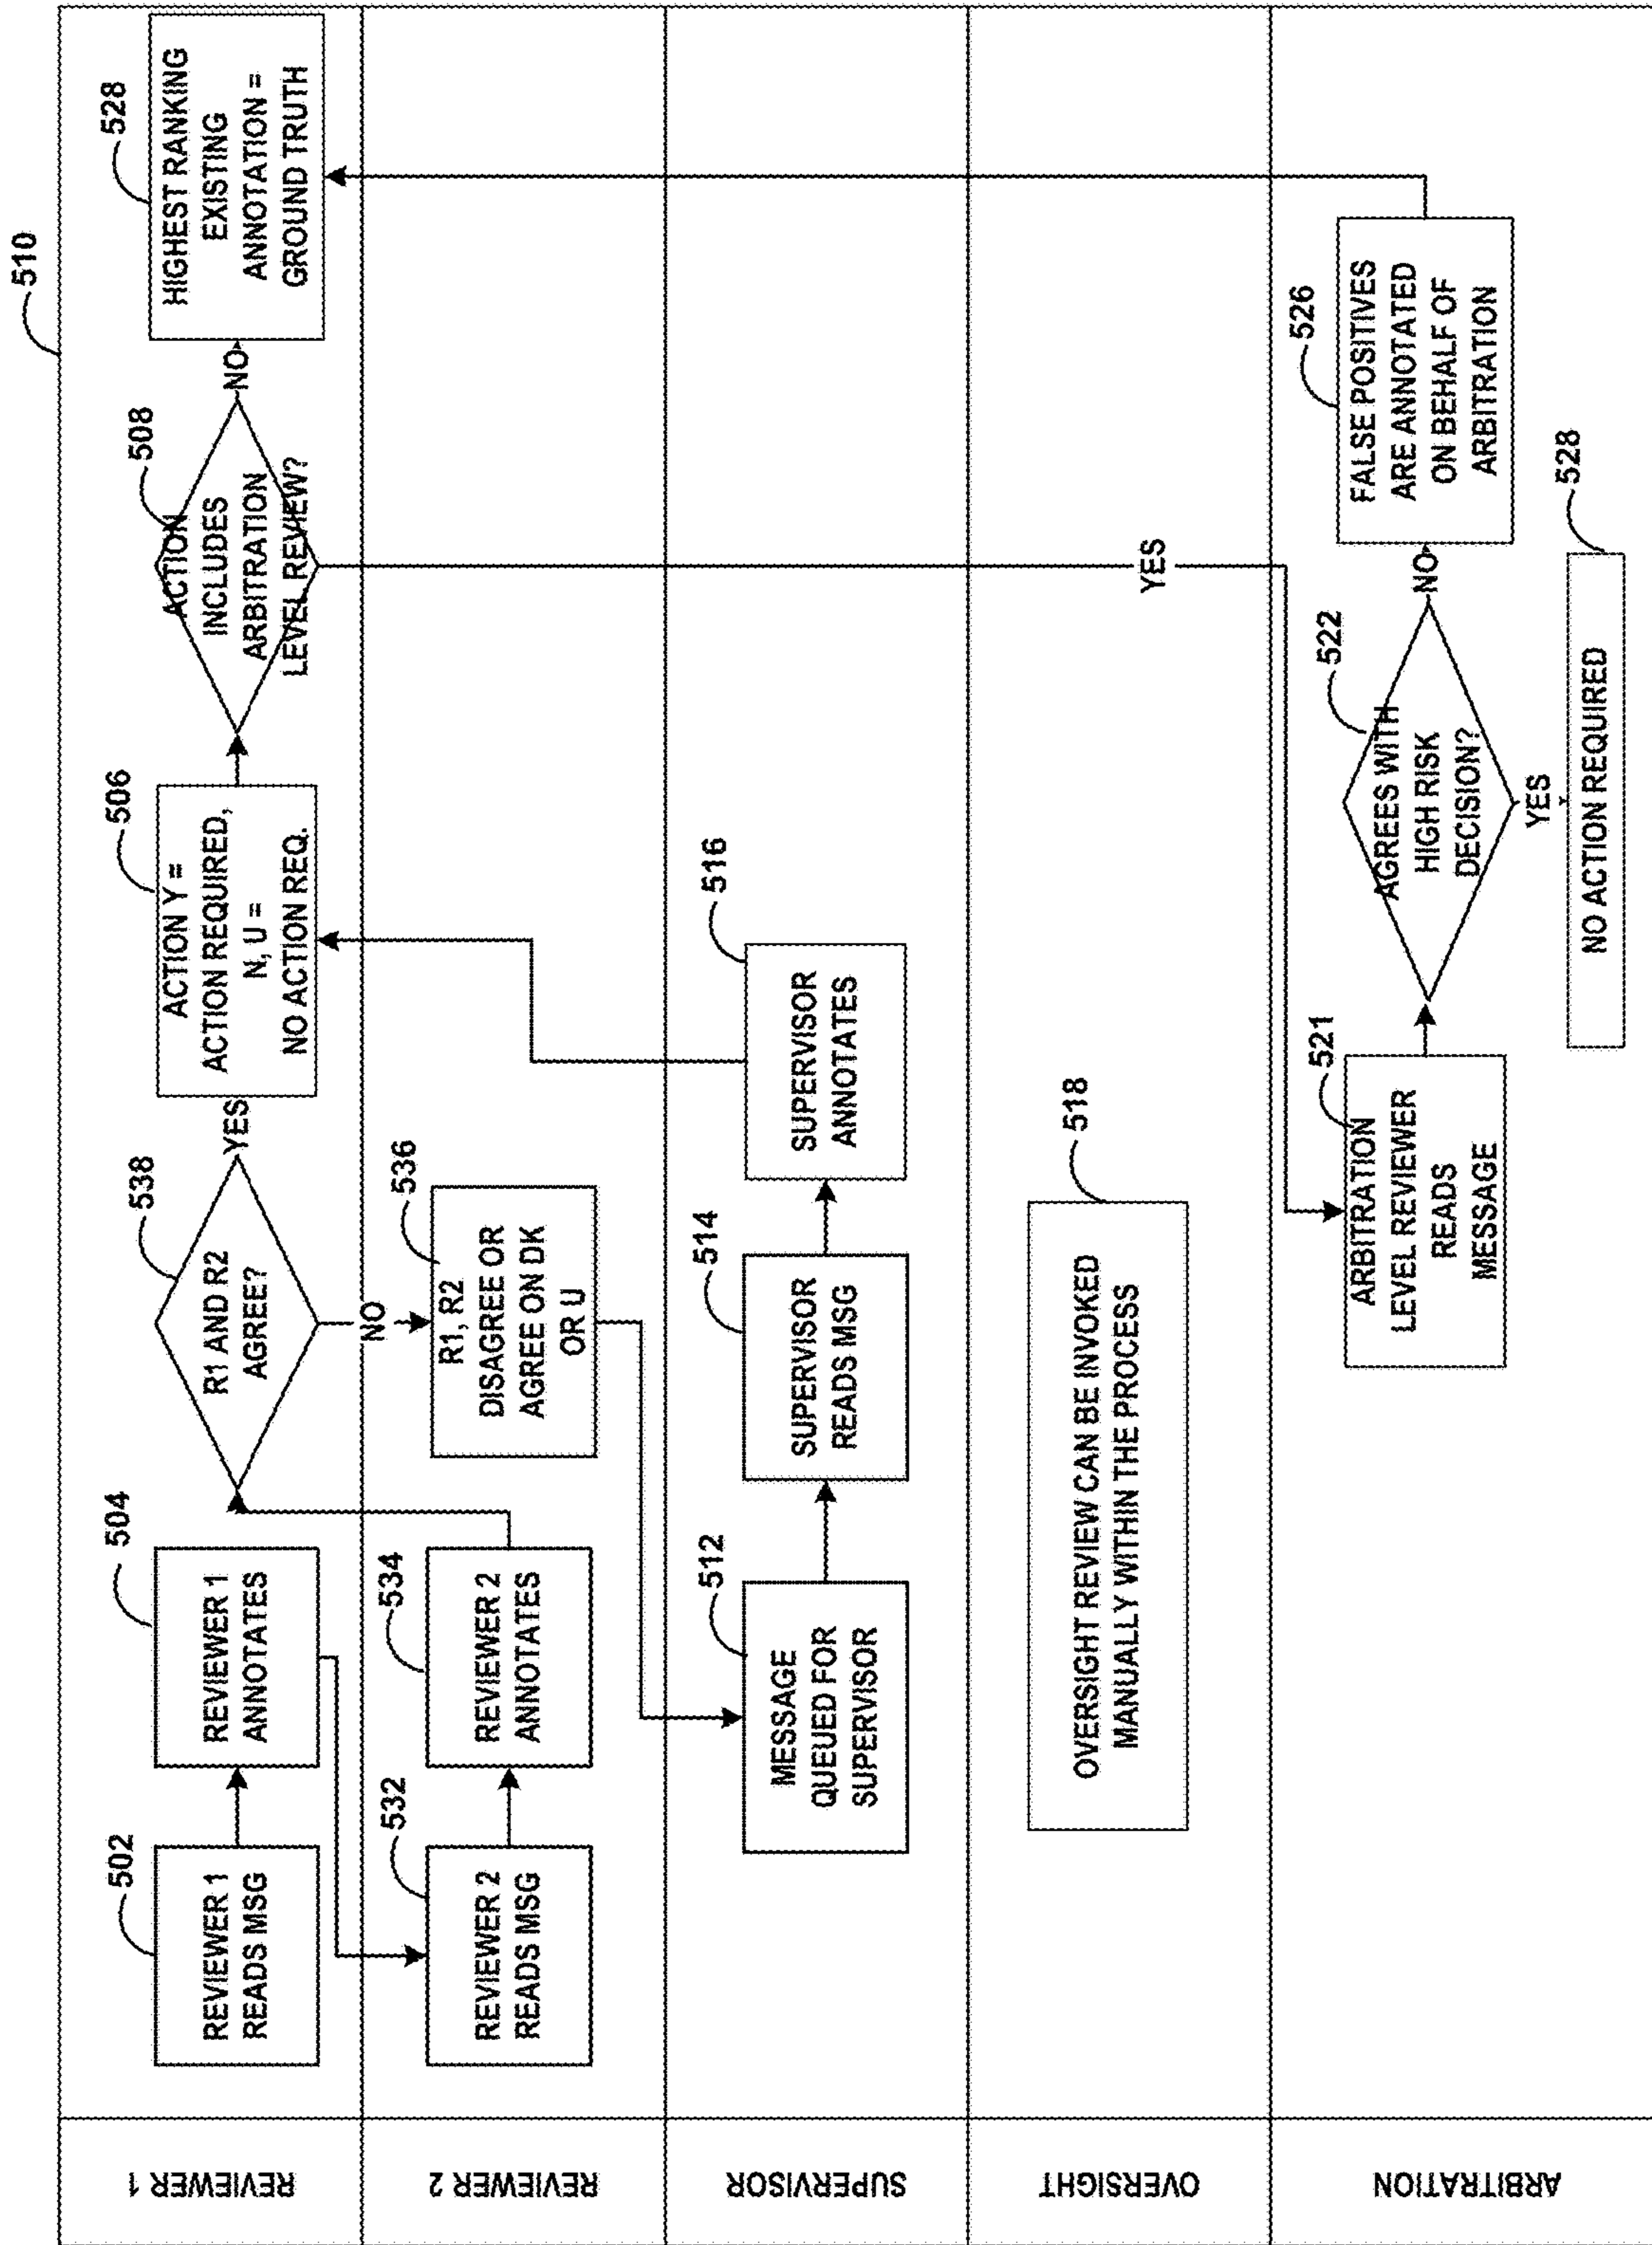 510
REVIEWER 1
502
REVIEWER 1
READS MSG
504
REVIEWER 1
ANNOTATES
538
R1 AND R2
AGREE?
YES
NO
506
ACTION Y =
ACTION REQUIRED,
N, U =
NO ACTION REQ.
508
ACTION
INCLUDES
ARBITRATION
LEVEL REVIEW?
NO
YES
528
HIGHEST RANKING
EXISTING
ANNOTATION =
GROUND TRUTH
REVIEWER 2
532
REVIEWER 2
READS MSG
534
REVIEWER 2
ANNOTATES
536
R1, R2
DISAGREE OR
AGREE ON DK
OR U
SUPERVISOR
512
MESSAGE
QUEUED FOR
SUPERVISOR
514
SUPERVISOR
READS MSG
516
SUPERVISOR
ANNOTATES
OVERSIGHT
518
OVERSIGHT REVIEW CAN BE INVOKED
MANUALLY WITHIN THE PROCESS
ARBITRATION
521
ARBITRATION
LEVEL REVIEWER
READS
MESSAGE
522
AGREES WITH
HIGH RISK
DECISION?
NO
YES
526
FALSE POSITIVES
ARE ANNOTATED
ON BEHALF OF
ARBITRATION
528
NO ACTION REQUIRED